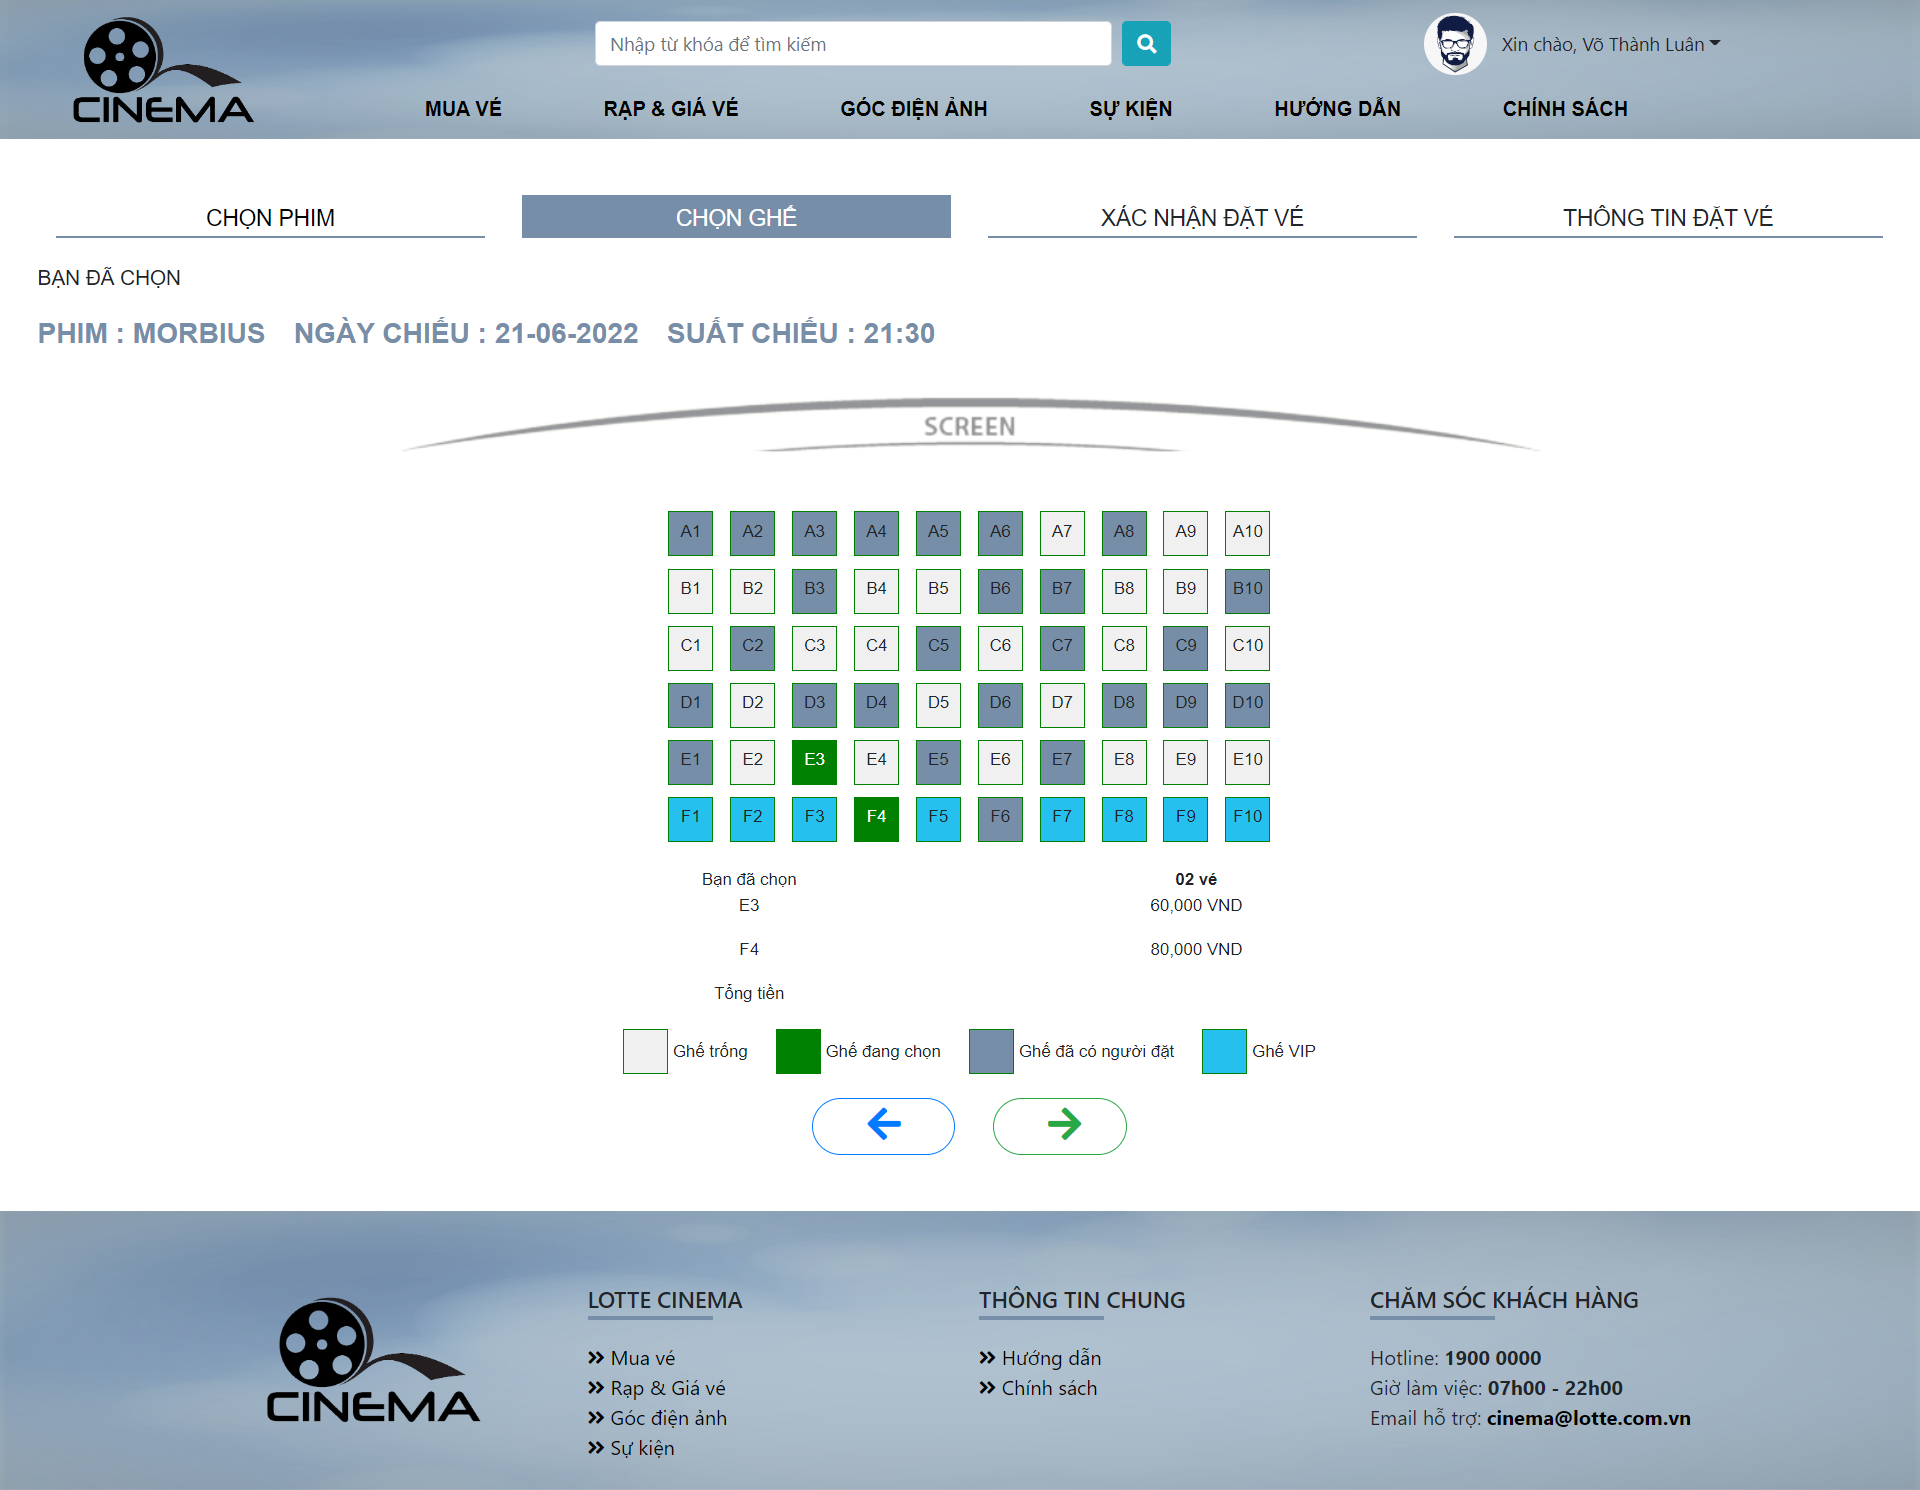 CINEMA
Nhập từ khóa để tìm kiếm
Xin chào, Võ Thành Luân
MUA VÉ RẠP & GIÁ VÉ GÓC ĐIỆN ẢNH SỰ KIỆN HƯỚNG DẪN CHÍNH SÁCH
CHỌN PHIM CHỌN GHẾ XÁC NHẬN ĐẶT VÉ THÔNG TIN ĐẶT VÉ
BẠN ĐÃ CHỌN
PHIM : MORBIUS NGÀY CHIẾU : 21-06-2022 SUẤT CHIẾU : 21:30
SCREEN
A1 A2 A3 A4 A5 A6 A7 A8 A9 A10
B1 B2 B3 B4 B5 B6 B7 B8 B9 B10
C1 C2 C3 C4 C5 C6 C7 C8 C9 C10
D1 D2 D3 D4 D5 D6 D7 D8 D9 D10
E1 E2 E3 E4 E5 E6 E7 E8 E9 E10
F1 F2 F3 F4 F5 F6 F7 F8 F9 F10
Bạn đã chọn 02 vé
E3 60,000 VND
F4 80,000 VND
Tổng tiền
Ghế trống Ghế đang chọn Ghế đã có người đặt Ghế VIP
CINEMA
LOTTE CINEMA
Mua vé
Rạp & Giá vé
Góc điện ảnh
Sự kiện
THÔNG TIN CHUNG
Hướng dẫn
Chính sách
CHĂM SÓC KHÁCH HÀNG
Hotline: 1900 0000
Giờ làm việc: 07h00 - 22h00
Email hỗ trợ: cinema@lotte.com.vn